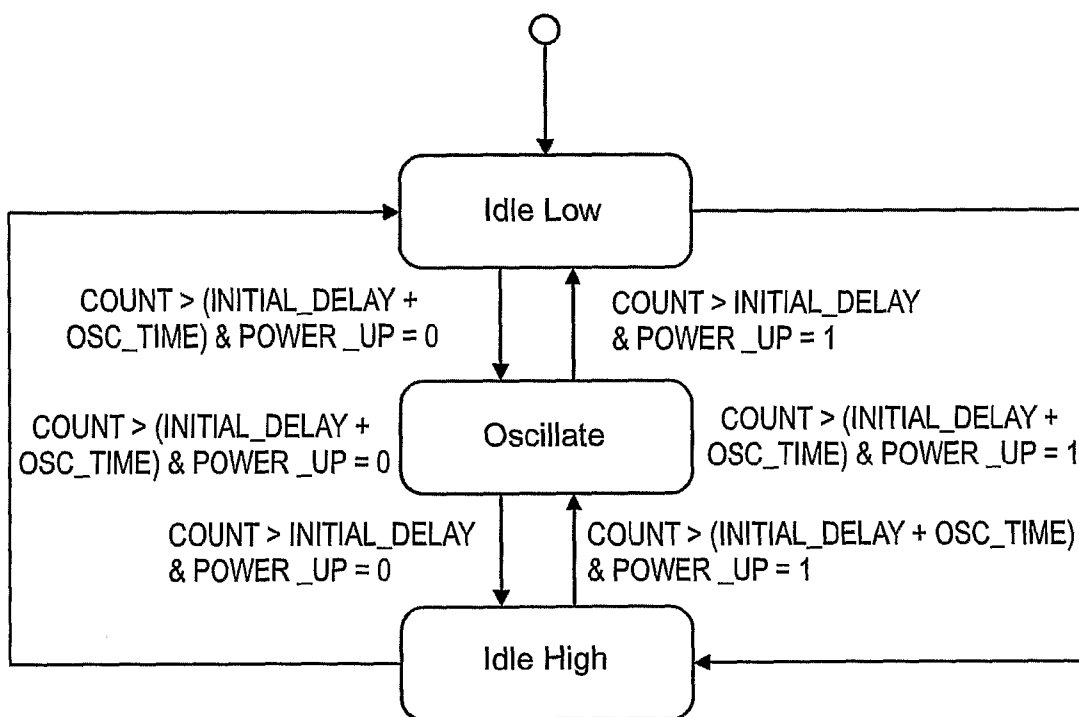 Idle Low
COUNT > (INITIAL_DELAY +
OSC_TIME) & POWER _UP = 0
COUNT > INITIAL_DELAY
& POWER _UP = 1
COUNT > (INITIAL_DELAY +
OSC_TIME) & POWER _UP = 0
Oscillate
COUNT > (INITIAL_DELAY +
OSC_TIME) & POWER _UP = 1
COUNT > INITIAL_DELAY
& POWER _UP = 0
COUNT > (INITIAL_DELAY + OSC_TIME)
& POWER _UP = 1
Idle High